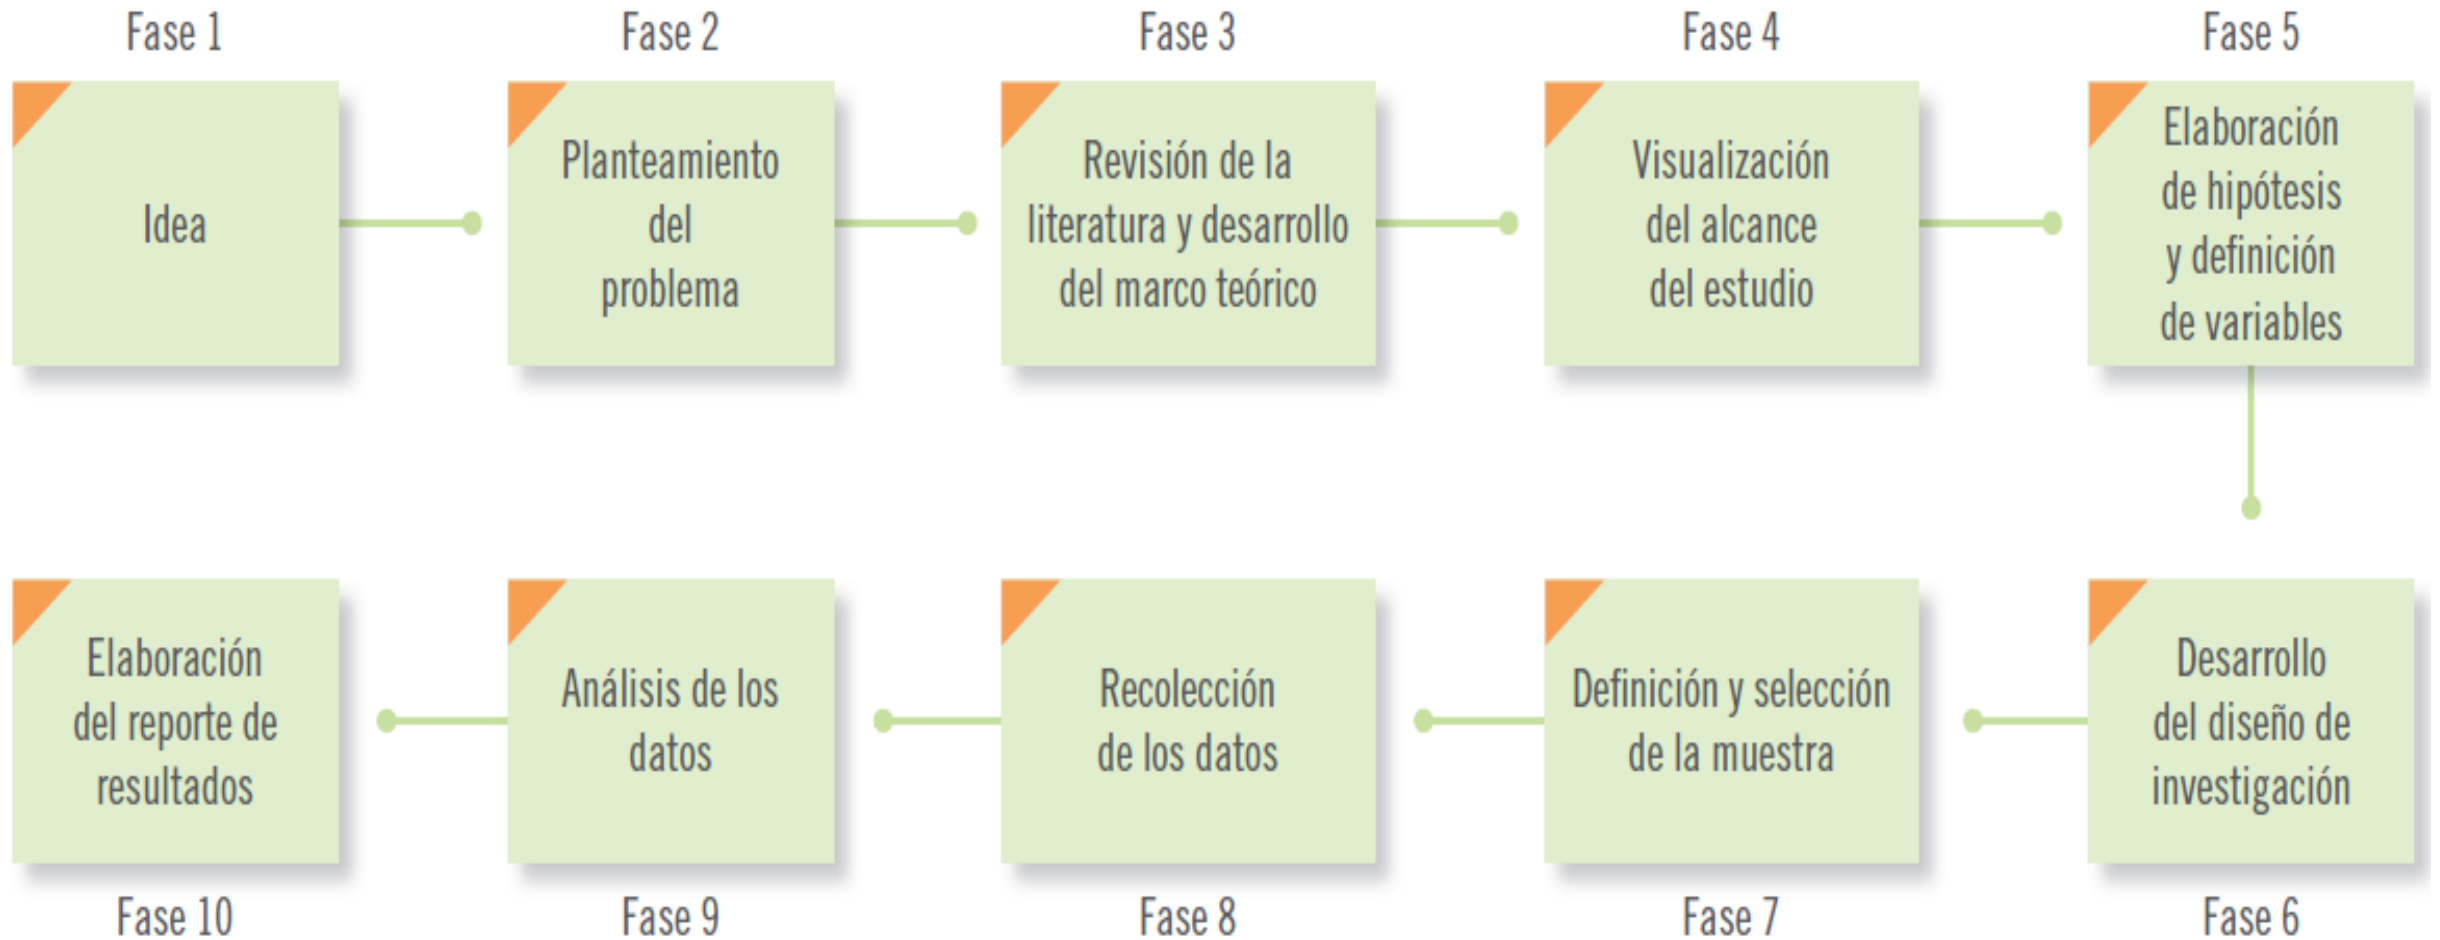 Fase 1
Idea
Fase 2
Planteamiento
del
problema
Fase 3
Revisión de la
literatura y desarrollo
del marco teórico
Fase 4
Visualización
del alcance
del estudio
Fase 5
Elaboración
de hipótesis
y definición
de variables
Desarrollo
del diseño de
investigación
Fase 6
Definición y selección
de la muestra
Fase 7
Recolección
de los datos
Fase 8
Análisis de los
datos
Fase 9
Elaboración
del reporte de
resultados
Fase 10